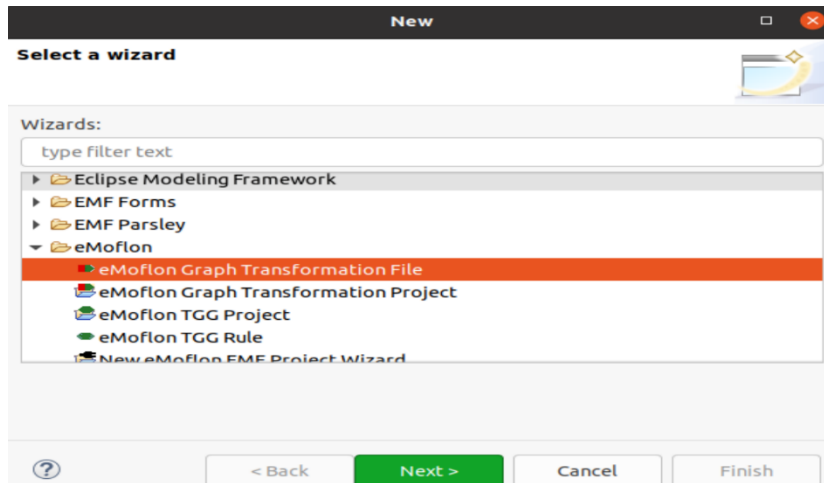 New
Select a wizard
Wizards:
type filter text
Eclipse Modeling Framework
EMF Forms
EMF Parsley
eMoflon
eMoflon Graph Transformation File
eMoflon Graph Transformation Project
eMoflon TGG Project
eMoflon TGG Rule
New eMoflon EMF Project Wizard
? < Back Next > Cancel Finish